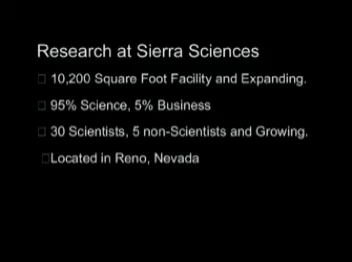 Research at Sierra Sciences
10,200 Square Foot Facility and Expanding.
95% Science, 5% Business
30 Scientists, 5 non-Scientists and Growing.
Located in Reno, Nevada